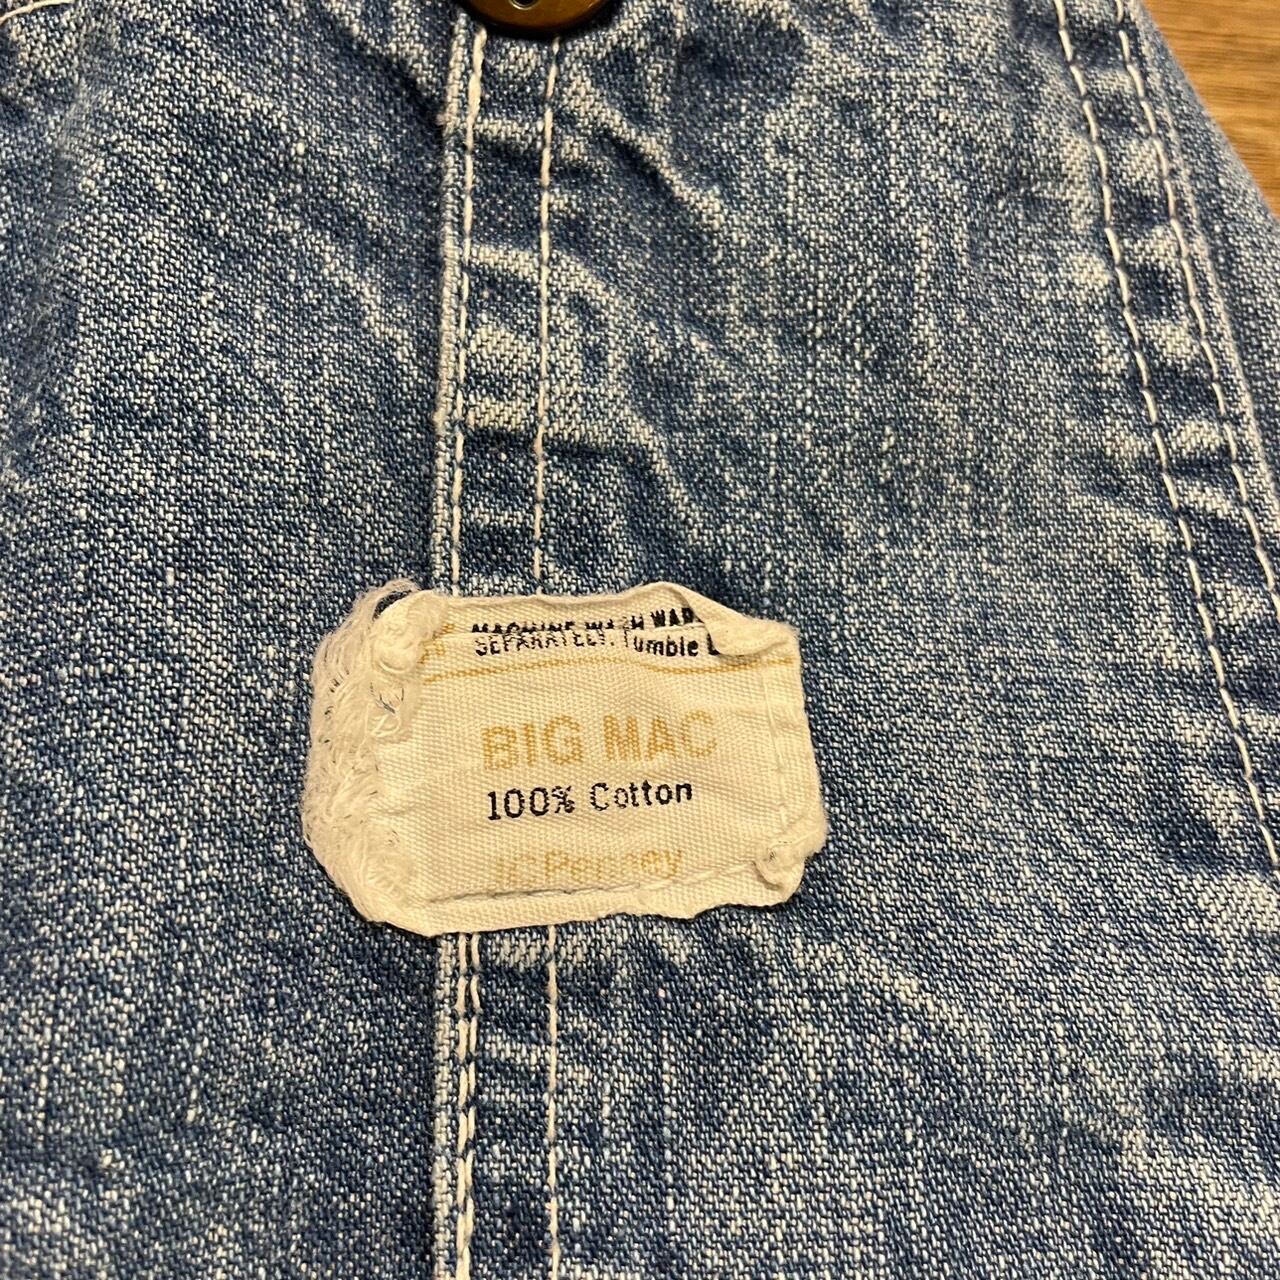 MACHINE WASH WAR
SEPARATELY. Tumble
BIG MAC
100% Cotton
JCPenney